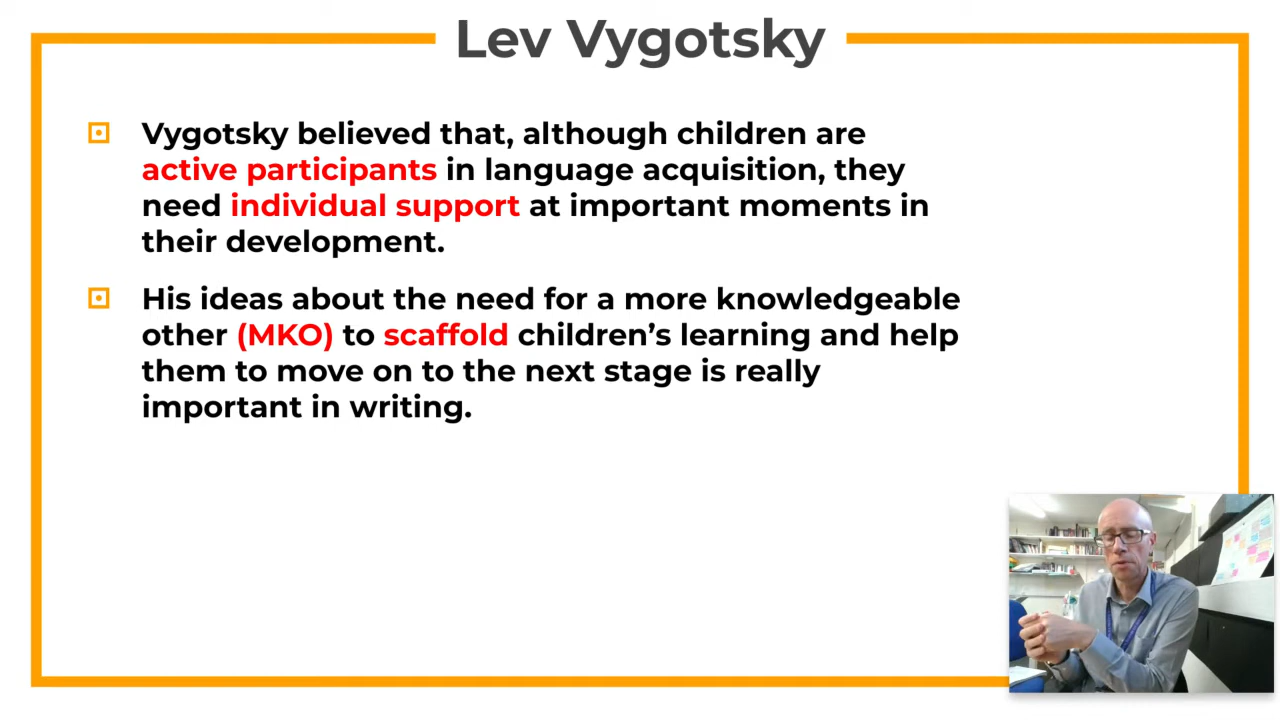 Lev Vygotsky
Vygotsky believed that, although children are
active participants in language acquisition, they
need individual support at important moments in
their development.
His ideas about the need for a more knowledgeable
other (MKO) to scaffold children’s learning and help
them to move on to the next stage is really
important in writing.